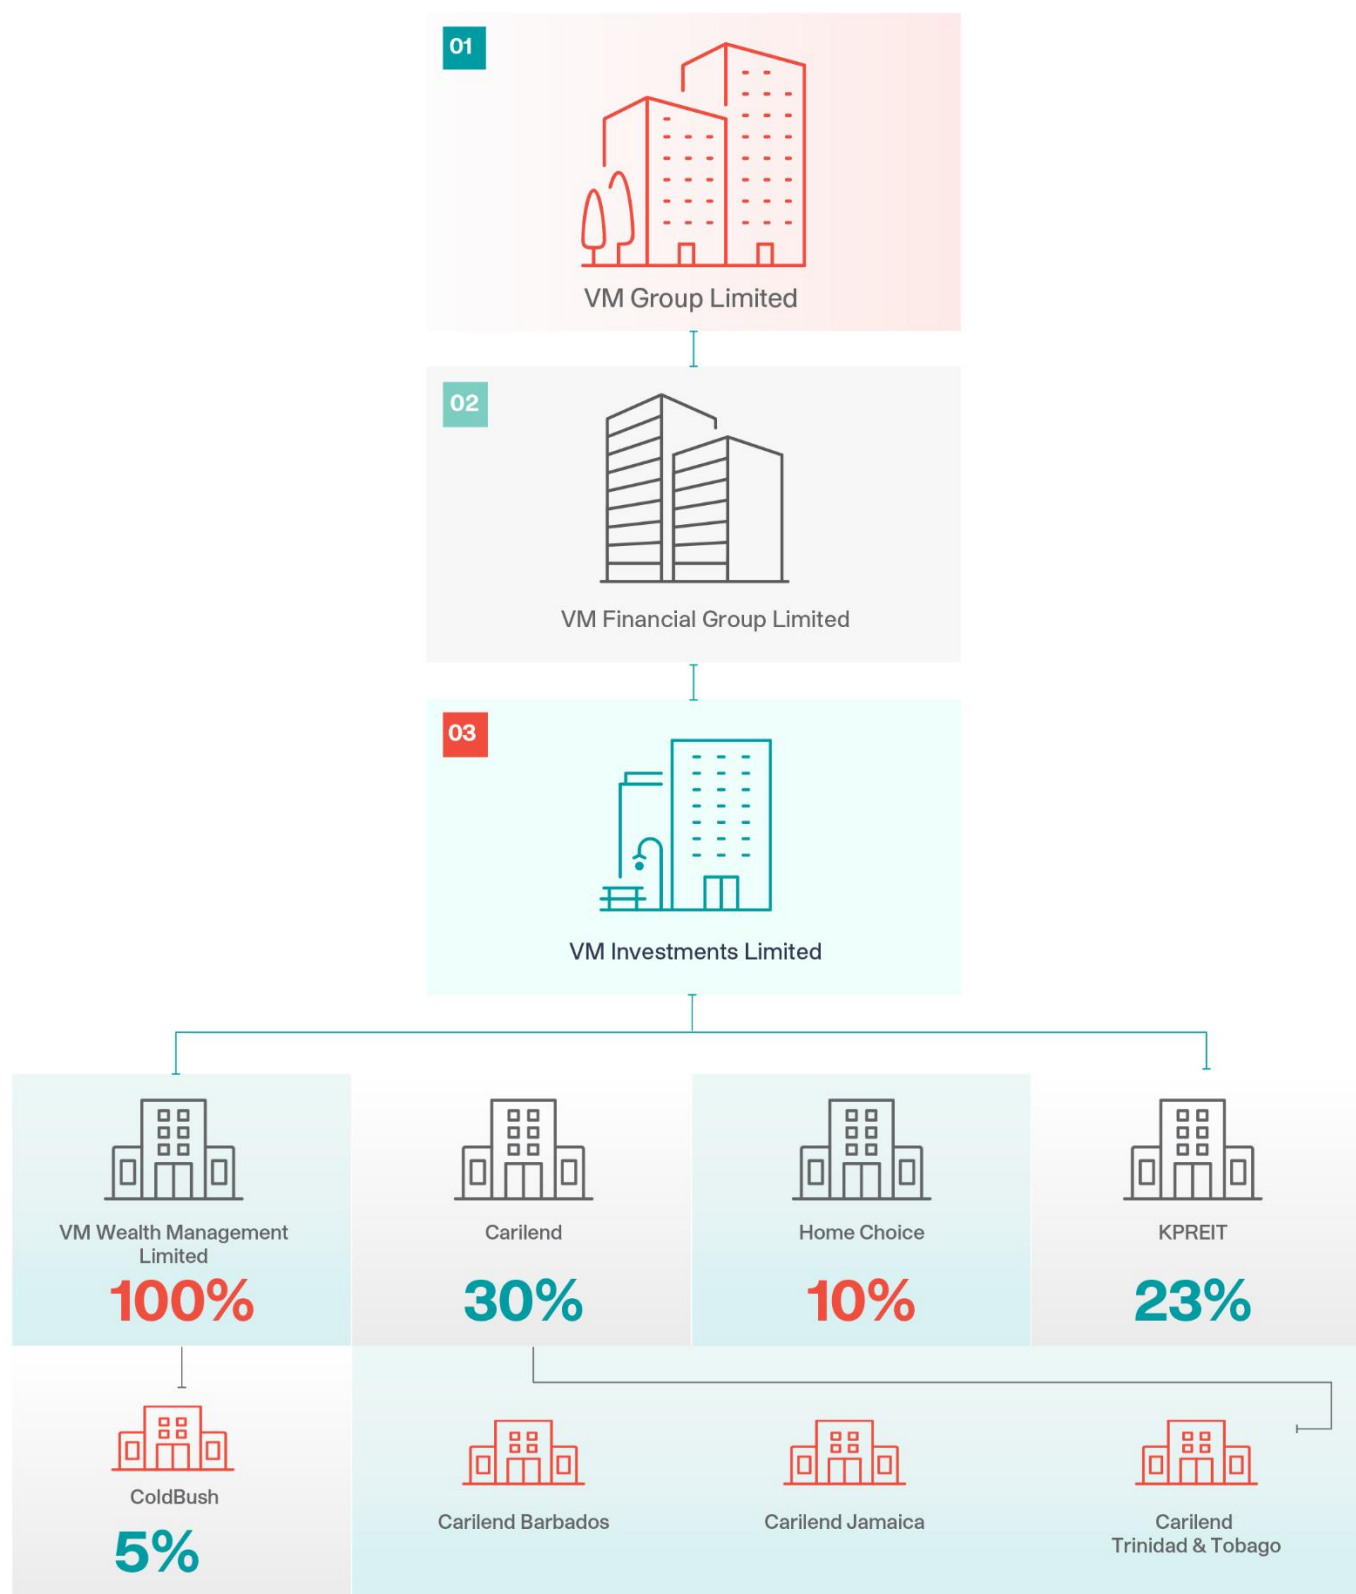 01
VM Group Limited
02
VM Financial Group Limited
03
VM Investments Limited
VM Wealth Management
Limited
100%
Carilend
30%
Home Choice
10%
KPREIT
23%
ColdBush
5%
Carilend Barbados
Carilend Jamaica
Carilend
Trinidad & Tobago